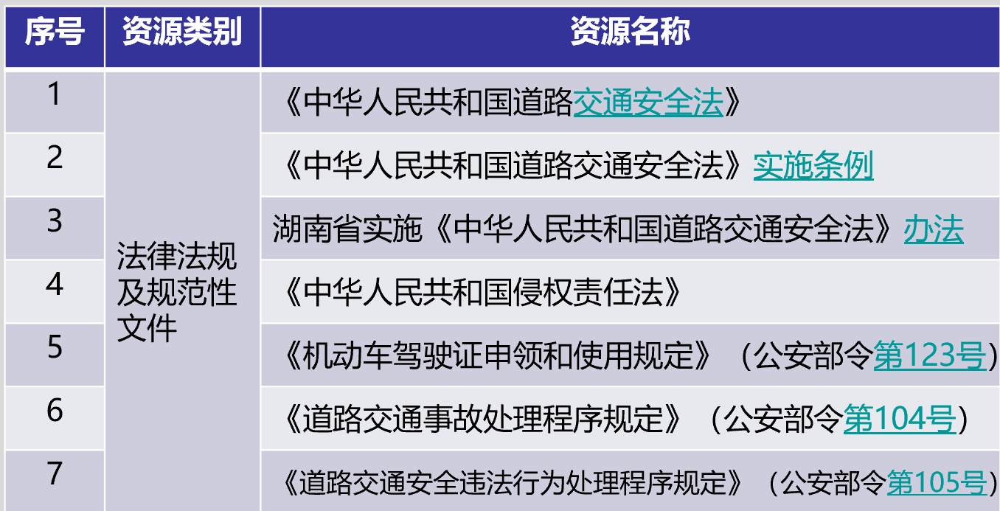 序号 资源类别 资源名称
1 《中华人民共和国道路交通安全法》
2 《中华人民共和国道路交通安全法》实施条例
3 湖南省实施《中华人民共和国道路交通安全法》办法
法律法规
及规范性
文件
4 《中华人民共和国侵权责任法》
5 《机动车驾驶证申领和使用规定》（公安部令第123号）
6 《道路交通事故处理程序规定》（公安部令第104号）
7 《道路交通安全违法行为处理程序规定》（公安部令第105号）